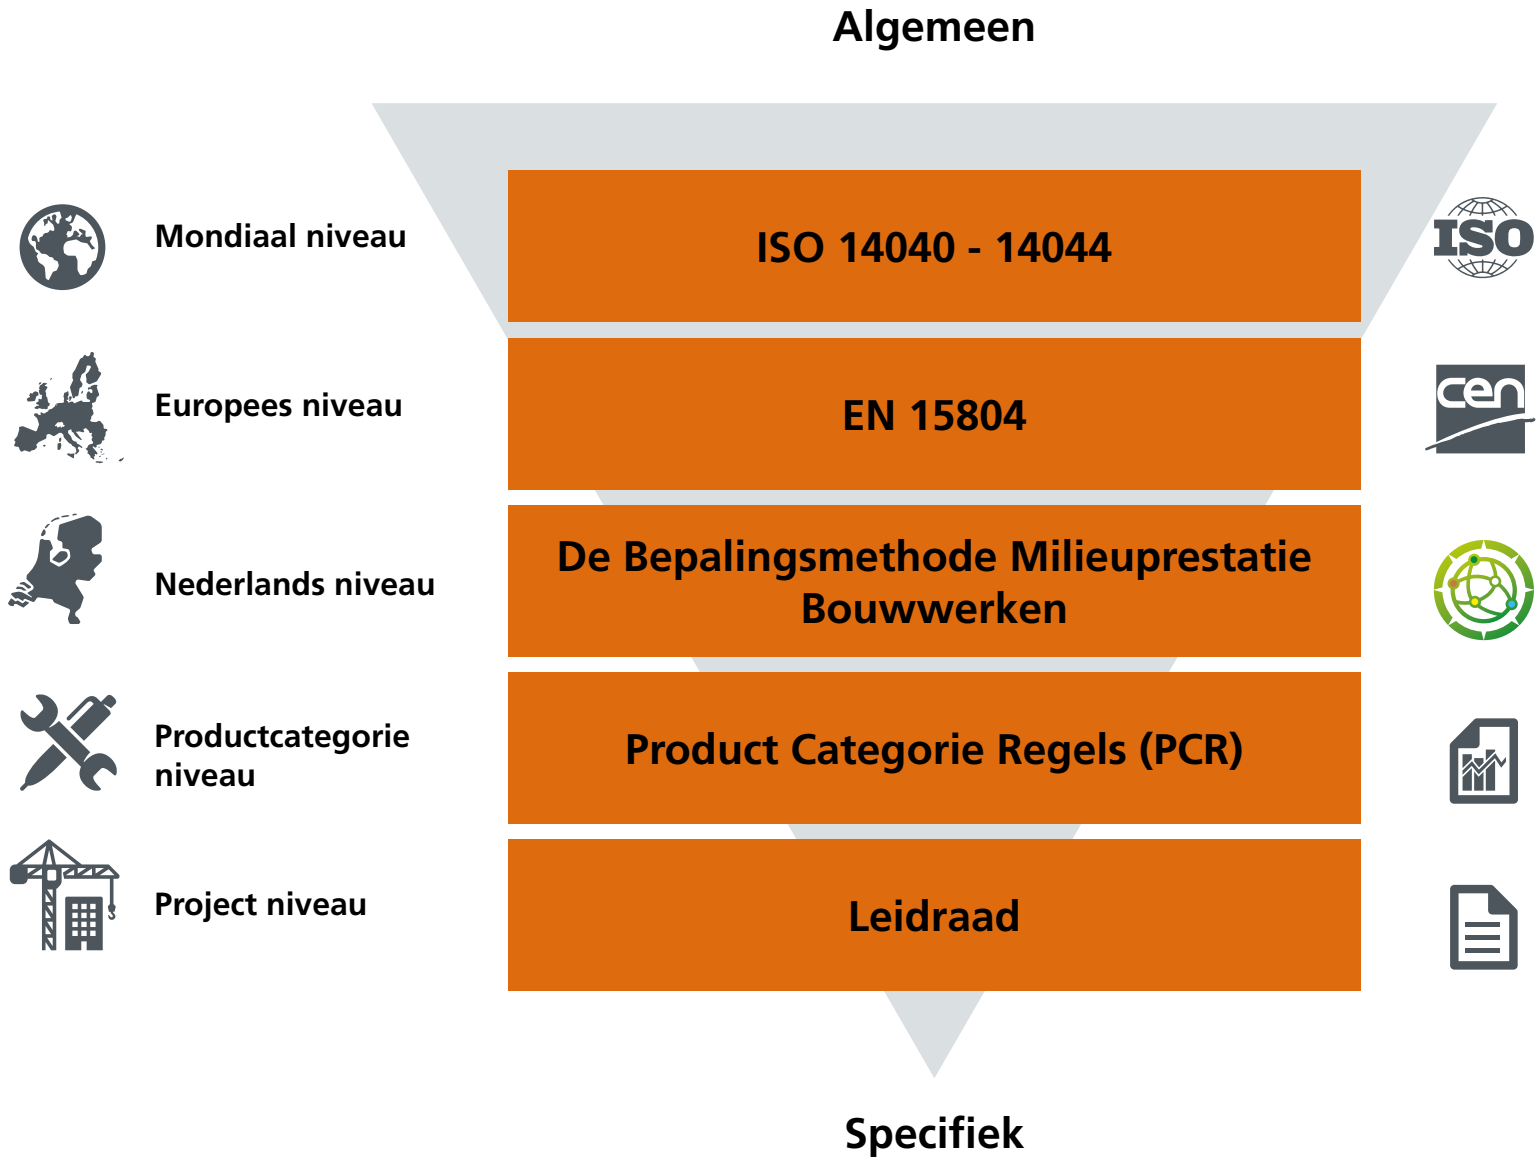 Algemeen
Mondiaal niveau
ISO 14040 - 14044
ISO
Europees niveau
EN 15804
cen
Nederlands niveau
De Bepalingsmethode Milieuprestatie
Bouwwerken
Productcategorie
niveau
Product Categorie Regels (PCR)
Project niveau
Leidraad
Specifiek